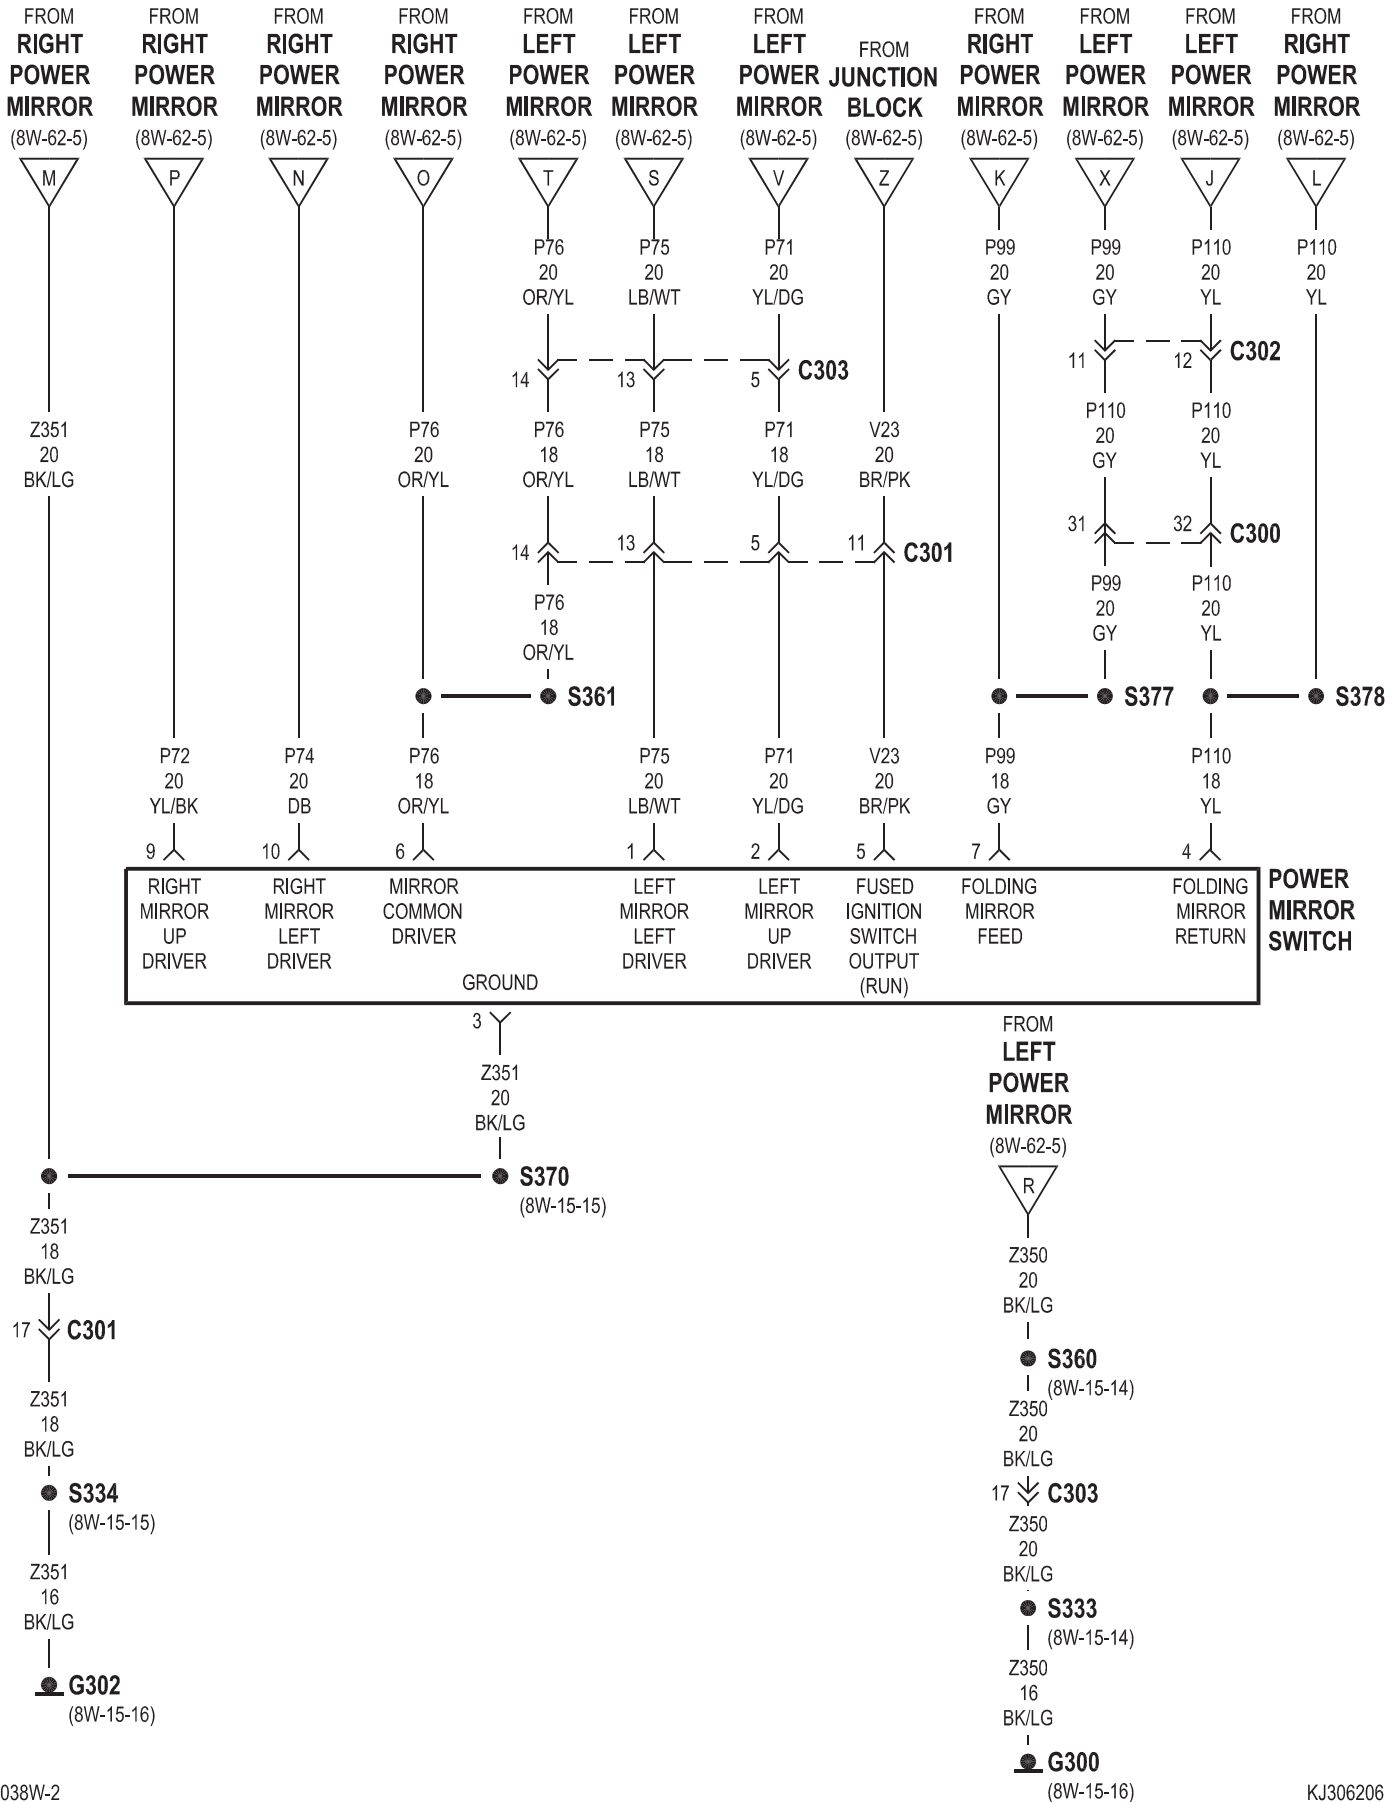 FROM
RIGHT
POWER
MIRROR
(8W-62-5)
M
FROM
RIGHT
POWER
MIRROR
(8W-62-5)
P
FROM
RIGHT
POWER
MIRROR
(8W-62-5)
N
FROM
RIGHT
POWER
MIRROR
(8W-62-5)
O
FROM
LEFT
POWER
MIRROR
(8W-62-5)
T
FROM
LEFT
POWER
MIRROR
(8W-62-5)
S
FROM
LEFT
POWER
MIRROR
(8W-62-5)
V
FROM
JUNCTION
BLOCK
(8W-62-5)
Z
FROM
RIGHT
POWER
MIRROR
(8W-62-5)
K
FROM
LEFT
POWER
MIRROR
(8W-62-5)
X
FROM
LEFT
POWER
MIRROR
(8W-62-5)
J
FROM
RIGHT
POWER
MIRROR
(8W-62-5)
L
P76
20
OR/YL
P75
20
LB/WT
P71
20
YL/DG
P99
20
GY
P99
20
GY
P110
20
YL
P110
20
YL
14
13
5
C303
11
12
C302
Z351
20
BK/LG
P76
20
OR/YL
P76
18
OR/YL
P75
18
LB/WT
P71
18
YL/DG
V23
20
BR/PK
P110
20
GY
P110
20
YL
14
13
5
11
C301
31
32
C300
P76
18
OR/YL
P99
20
GY
P110
20
YL
S361
S377
S378
P72
20
YL/BK
P74
20
DB
P76
18
OR/YL
P75
20
LB/WT
P71
20
YL/DG
V23
20
BR/PK
P99
18
GY
P110
18
YL
9
10
6
1
2
5
7
4
RIGHT
MIRROR
UP
DRIVER
RIGHT
MIRROR
LEFT
DRIVER
MIRROR
COMMON
DRIVER
LEFT
MIRROR
LEFT
DRIVER
LEFT
MIRROR
UP
DRIVER
FUSED
IGNITION
SWITCH
OUTPUT
(RUN)
FOLDING
MIRROR
FEED
FOLDING
MIRROR
RETURN
POWER
MIRROR
SWITCH
GROUND
3
Z351
20
BK/LG
S370
(8W-15-15)
Z351
18
BK/LG
17
C301
Z351
18
BK/LG
S334
(8W-15-15)
Z351
16
BK/LG
G302
(8W-15-16)
FROM
LEFT
POWER
MIRROR
(8W-62-5)
R
Z350
20
BK/LG
S360
(8W-15-14)
Z350
20
BK/LG
17
C303
Z350
20
BK/LG
S333
(8W-15-14)
Z350
16
BK/LG
G300
(8W-15-16)
038W-2
KJ306206